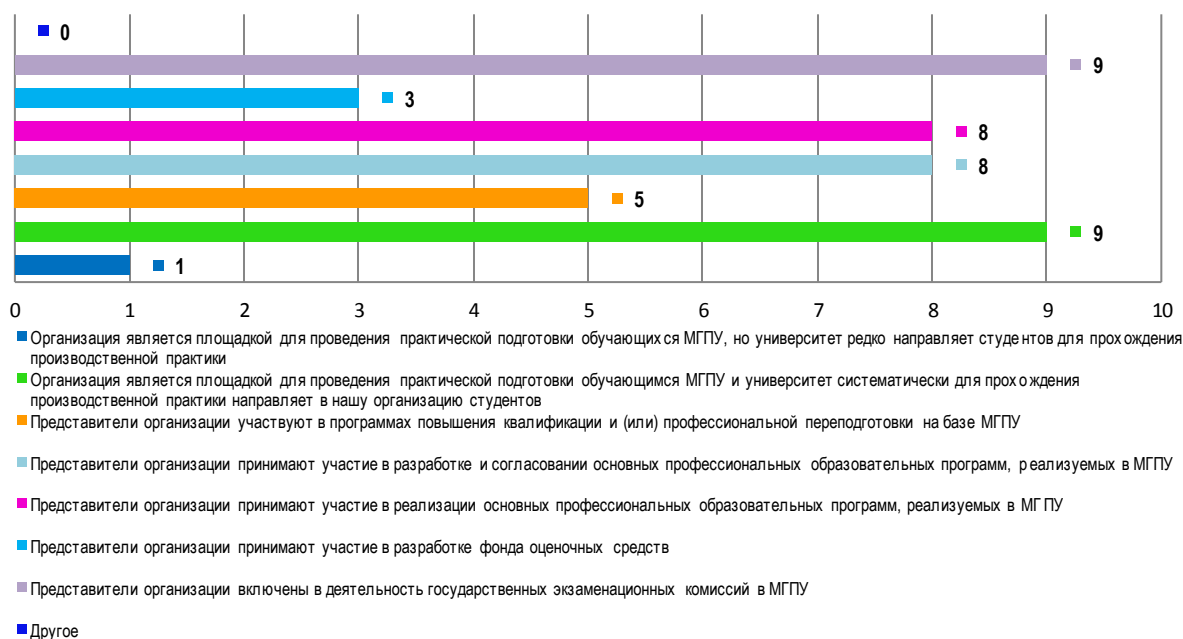 0
9
3
8
8
5
9
1
0 1 2 3 4 5 6 7 8 9 10
Организация является площадкой для проведения практической подготовки обучающихся МГПУ, но университет редко направляет студентов для прохождения
производственной практики
Организация является площадкой для проведения практической подготовки обучающимся МГПУ и университет систематически для прохождения
производственной практики направляет в нашу организацию студентов
Представители организации участвуют в программах повышения квалификации и (или) профессиональной переподготовки на базе МГПУ
Представители организации принимают участие в разработке и согласовании основных профессиональных образовательных программ, реализуемых в МГПУ
Представители организации принимают участие в реализации основных профессиональных образовательных программ, реализуемых в МГПУ
Представители организации принимают участие в разработке фонда оценочных средств
Представители организации включены в деятельность государственных экзаменационных комиссий в МГПУ
Другое